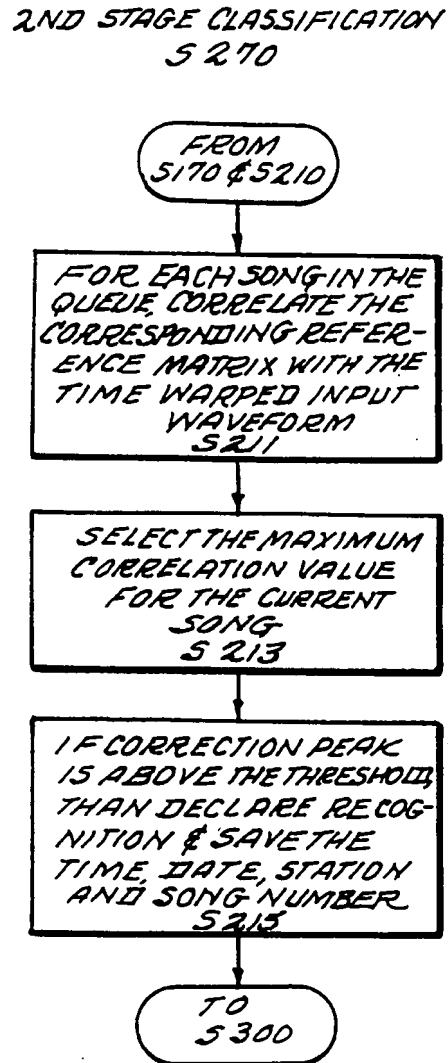 2ND STAGE CLASSIFICATION
S 270
FROM
S170 & S210
FOR EACH SONG IN THE
QUEUE, CORRELATE THE
CORRESPONDING REFER-
ENCE MATRIX WITH THE
TIME WARPED INPUT
WAVEFORM
S211
SELECT THE MAXIMUM
CORRELATION VALUE
FOR THE CURRENT
SONG
S 213
IF CORRECTION PEAK
IS ABOVE THE THRESHOLD,
THAN DECLARE RECOG-
NITION & SAVE THE
TIME, DATE, STATION
AND SONG NUMBER
S215
TO
S300